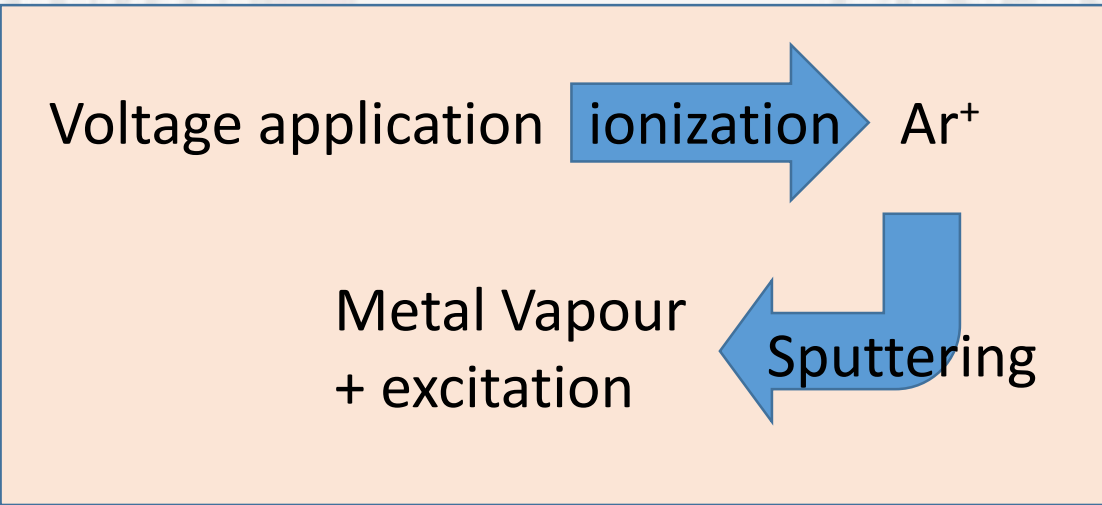 Voltage application ionization Ar⁺
Metal Vapour
+ excitation
Sputtering